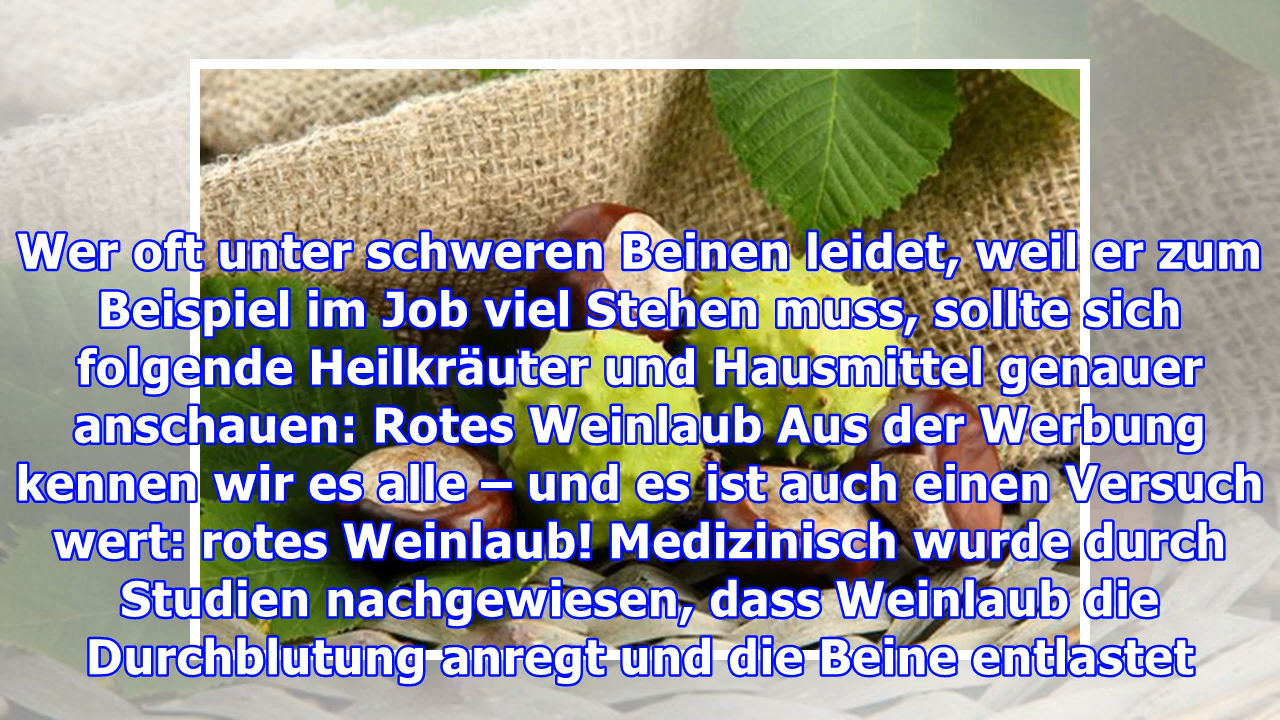 Wer oft unter schweren Beinen leidet, weil er zum
Beispiel im Job viel Stehen muss, sollte sich
folgende Heilkräuter und Hausmittel genauer
anschauen: Rotes Weinlaub Aus der Werbung
kennen wir es alle – und es ist auch einen Versuch
wert: rotes Weinlaub! Medizinisch wurde durch
Studien nachgewiesen, dass Weinlaub die
Durchblutung anregt und die Beine entlastet